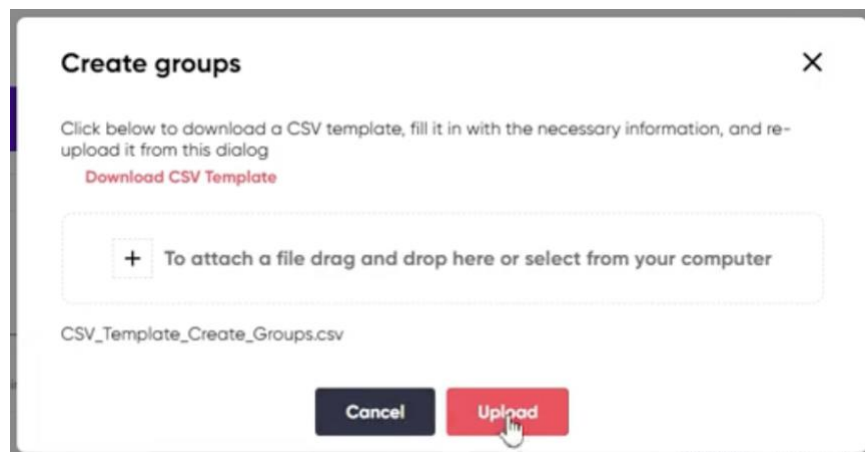 Create groups
Click below to download a CSV template, fill it in with the necessary information, and re-
upload it from this dialog
Download CSV Template
+ To attach a file drag and drop here or select from your computer
CSV_Template_Create_Groups.csv
Cancel Upload